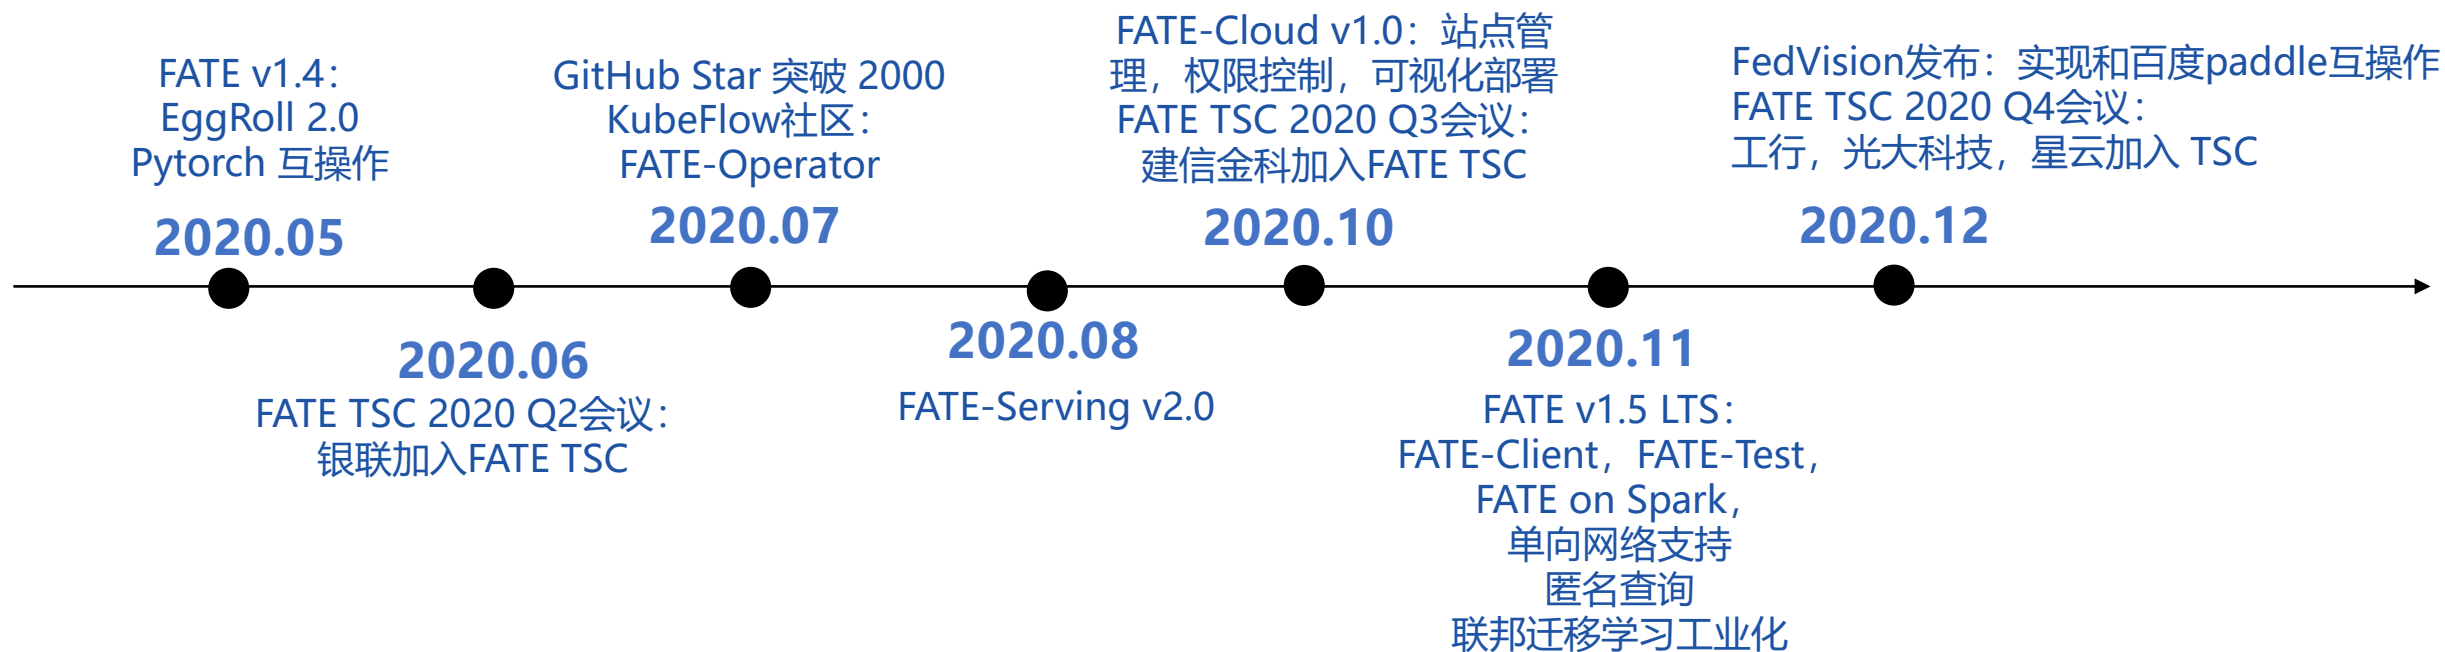 FATE v1.4：
EggRoll 2.0
Pytorch 互操作
2020.05
2020.06
FATE TSC 2020 Q2会议：
银联加入FATE TSC
GitHub Star 突破 2000
KubeFlow社区：
FATE-Operator
2020.07
2020.08
FATE-Serving v2.0
FATE-Cloud v1.0：站点管
理，权限控制，可视化部署
FATE TSC 2020 Q3会议：
建信金科加入FATE TSC
2020.10
2020.11
FATE v1.5 LTS：
FATE-Client，FATE-Test，
FATE on Spark，
单向网络支持
匿名查询
联邦迁移学习工业化
FedVision发布：实现和百度paddle互操作
FATE TSC 2020 Q4会议：
工行，光大科技，星云加入 TSC
2020.12